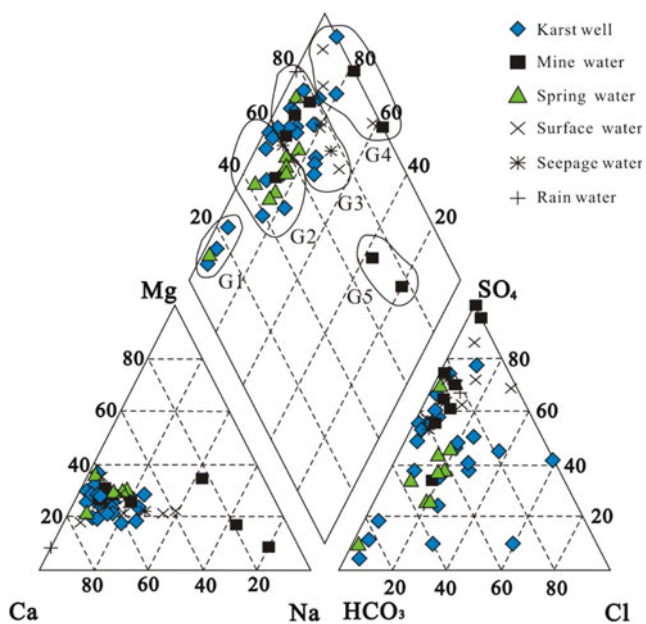 Karst well
Mine water
Spring water
Surface water
Seepage water
Rain water
80 80
60 60
40 40
20 20
G4
G3
G2
G1
G5
Mg
SO₄
80 80
60 60
40 40
20 20
80 60 40 20
20 40 60 80
Ca Na HCO₃ Cl